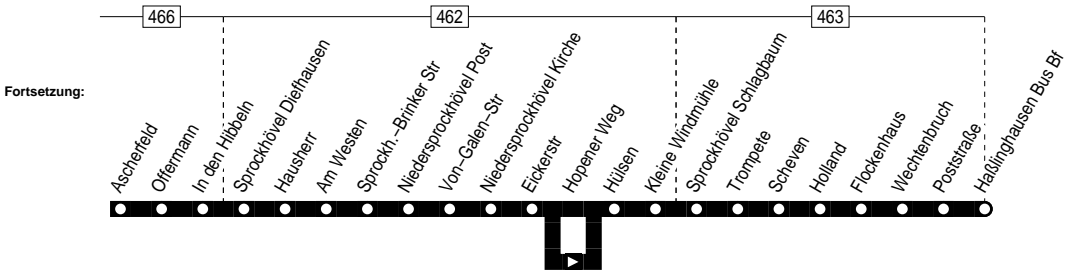 466
462
463
Fortsetzung:
Ascherfeld
Offermann
In den Hibbeln
Sprockhövel Diefhausen
Hausherr
Am Westen
Sprockh.–Brinker Str
Niedersprockhövel Post
Von–Galen–Str
Niedersprockhövel Kirche
Eickerstr
Hopener Weg
Hülsen
Kleine Windmühle
Sprockhövel Schlagbaum
Trompete
Scheven
Holland
Flockenhaus
Wechtenbruch
Poststraße
Haßlinghausen Bus Bf